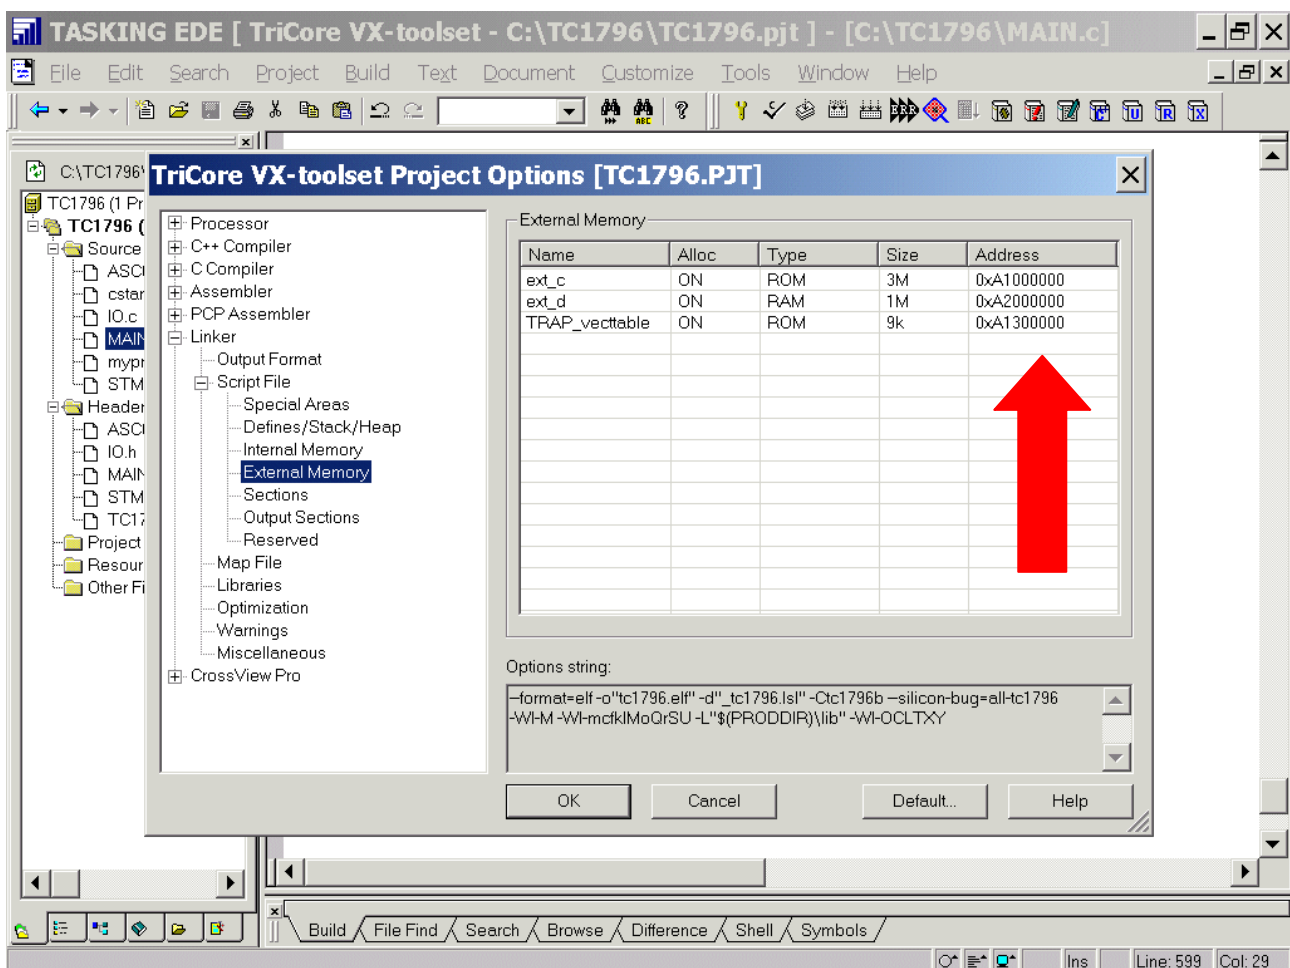 TASKING EDE [ TriCore VX-toolset - C:\TC1796\TC1796.pjt ] - [C:\TC1796\MAIN.c]
File Edit Search Project Build Text Document Customize Tools Window Help
C:\TC1796\
TriCore VX-toolset Project Options [TC1796.PJT]
TC1796 (1 Pr
TC1796 (
Source
ASCI
cstar
IO.c
MAIN
mypr
STM
Header
ASCI
IO.h
MAIN
STM
TC17
Project
Resour
Other Fi
Processor
C++ Compiler
C Compiler
Assembler
PCP Assembler
Linker
Output Format
Script File
Special Areas
Defines/Stack/Heap
Internal Memory
External Memory
Sections
Output Sections
Reserved
Map File
Libraries
Optimization
Warnings
Miscellaneous
CrossView Pro
External Memory
Name Alloc Type Size Address
ext_c ON ROM 3M 0xA1000000
ext_d ON RAM 1M 0xA2000000
TRAP_vecttable ON ROM 9k 0xA1300000
Options string:
--format=elf -o"tc1796.elf" -d"_tc1796.lsl" -Ctc1796b --silicon-bug=all-tc1796
-Wl-M -Wl-mcfklMoQrSU -L"$(PRODDIR)\lib" -Wl-OCLTXY
OK Cancel Default... Help
Build File Find Search Browse Difference Shell Symbols
Ins Line: 599 Col: 29